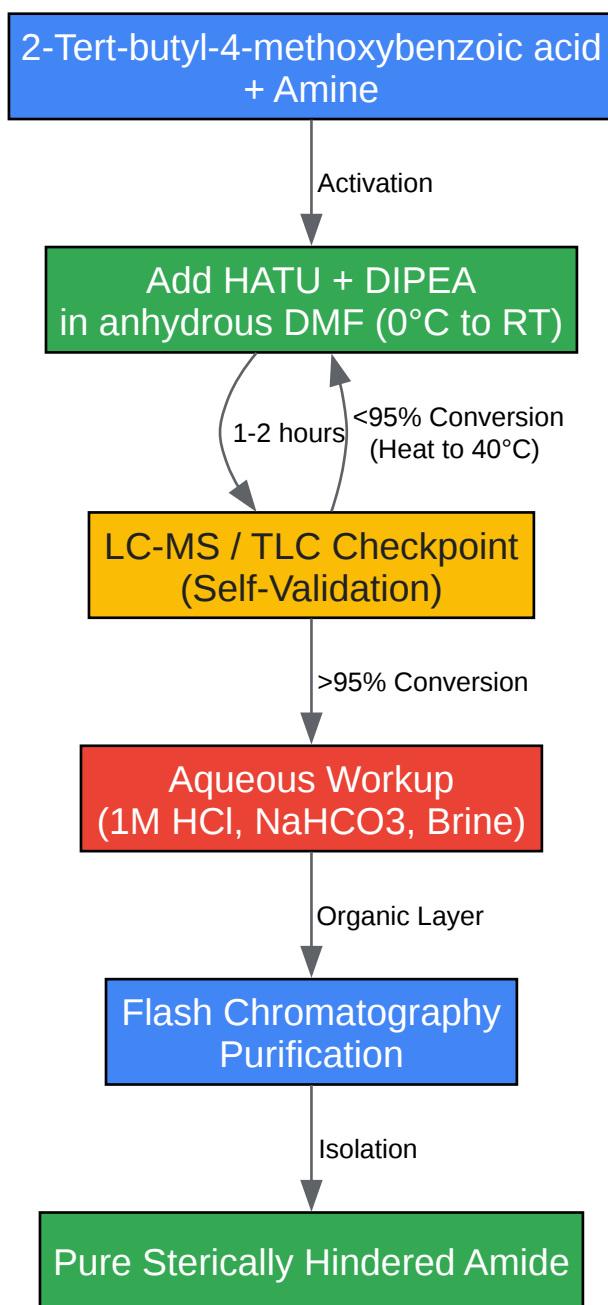 2-Tert-butyl-4-methoxybenzoic acid
+ Amine
Activation
Add HATU + DIPEA
in anhydrous DMF (0°C to RT)
1-2 hours
<95% Conversion
(Heat to 40°C)
LC-MS / TLC Checkpoint
(Self-Validation)
>95% Conversion
Aqueous Workup
(1M HCl, NaHCO3, Brine)
Organic Layer
Flash Chromatography
Purification
Isolation
Pure Sterically Hindered Amide